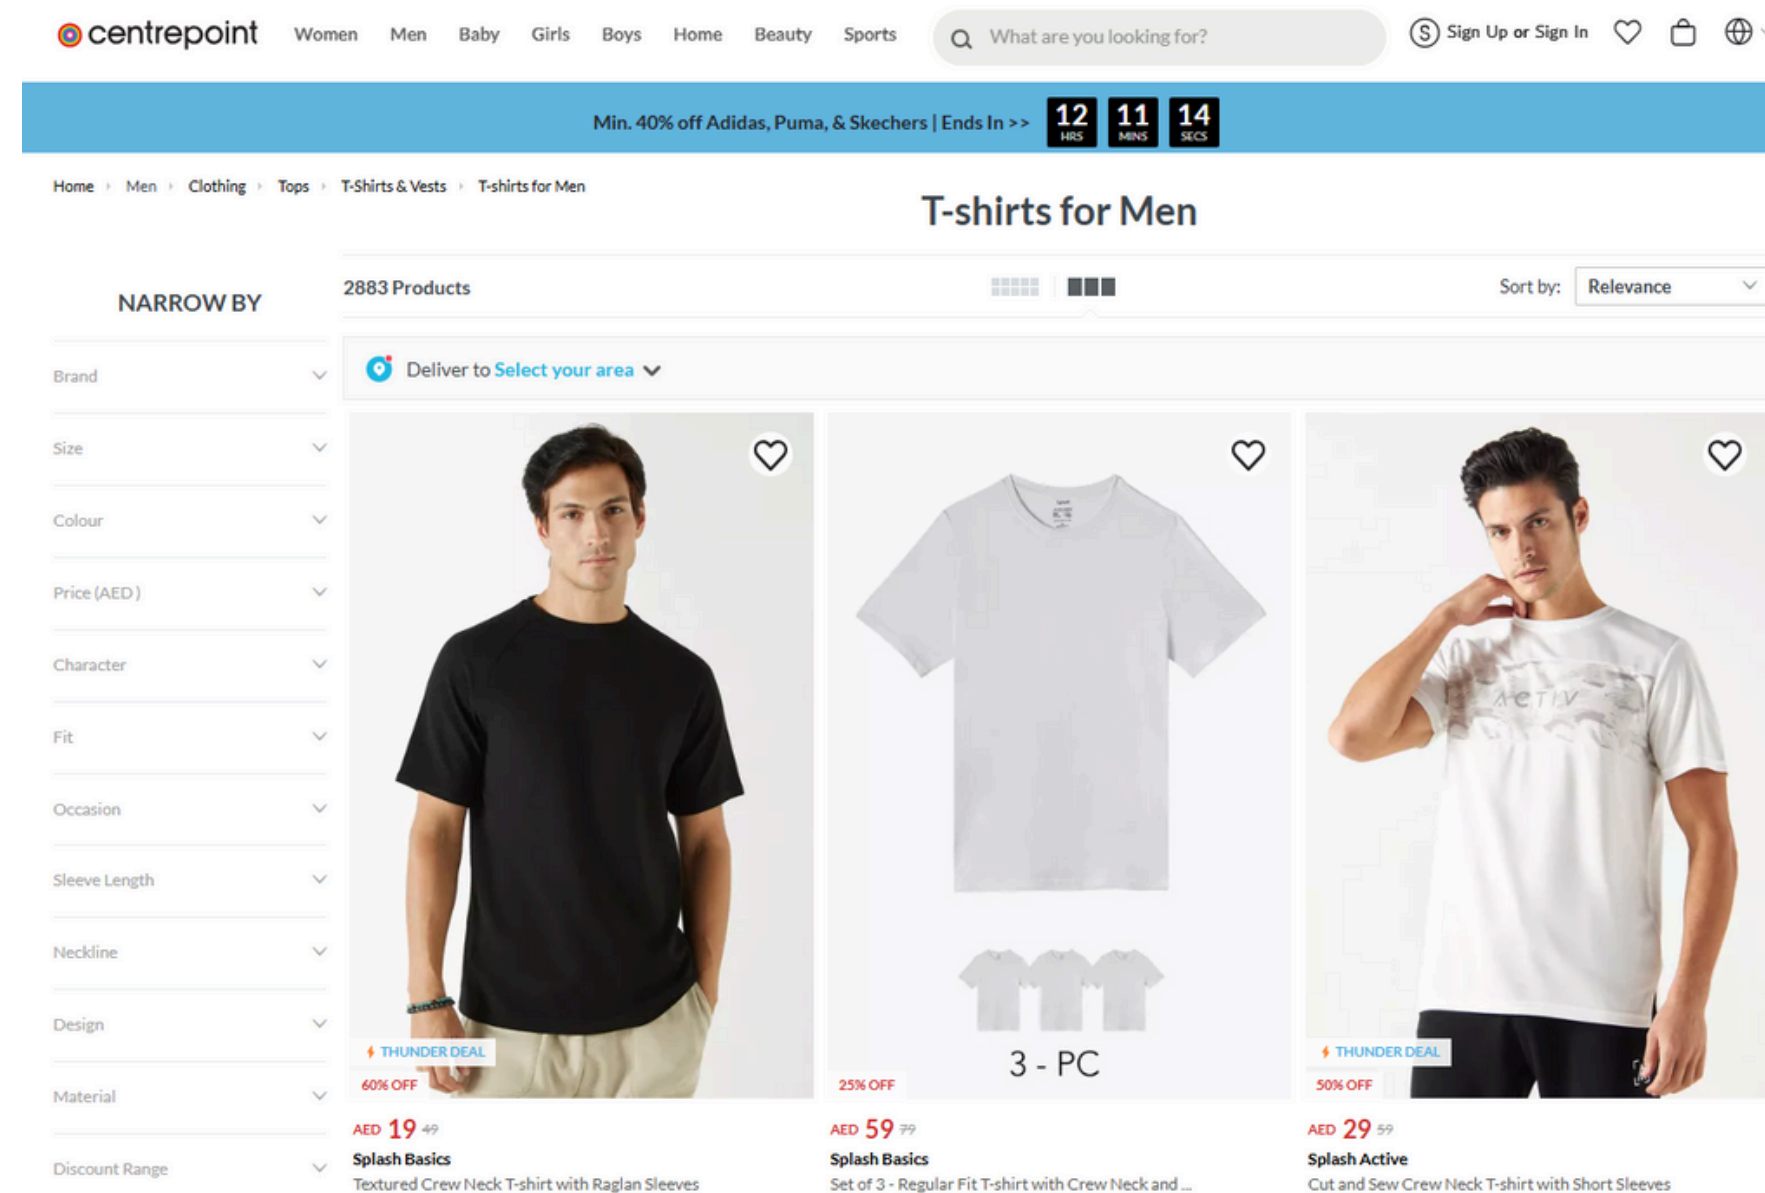 centrepoint Women Men Baby Girls Boys Home Beauty Sports What are you looking for? S Sign Up or Sign In
Min. 40% off Adidas, Puma, & Skechers | Ends In >> 12 HRS 11 MINS 14 SECS
Home › Men › Clothing › Tops › T-Shirts & Vests › T-shirts for Men
T-shirts for Men
NARROW BY
2883 Products
Sort by: Relevance
Deliver to Select your area
Brand
Size
Colour
Price (AED)
Character
Fit
Occasion
Sleeve Length
Neckline
Design
Material
Discount Range
THUNDER DEAL
60% OFF
AED 19 49
Splash Basics
Textured Crew Neck T-shirt with Raglan Sleeves
3 - PC
25% OFF
AED 59 79
Splash Basics
Set of 3 - Regular Fit T-shirt with Crew Neck and ...
ACTIV
THUNDER DEAL
50% OFF
AED 29 59
Splash Active
Cut and Sew Crew Neck T-shirt with Short Sleeves